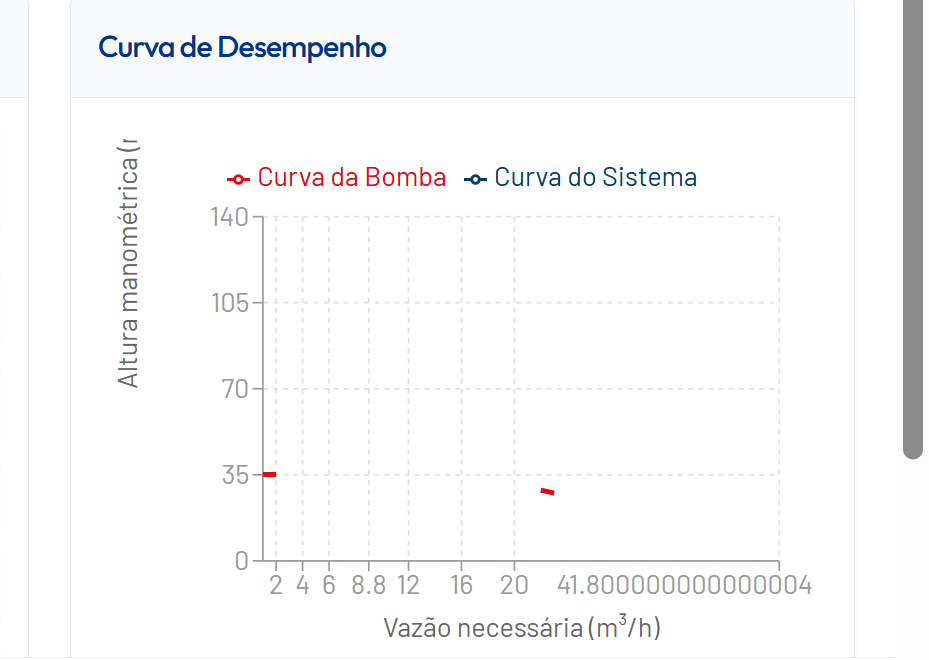 Curva de Desempenho
Altura manométrica (
Curva da Bomba Curva do Sistema
140
105
70
35
0
2 4 6 8.8 12 16 20 41.800000000000004
Vazão necessária (m³/h)